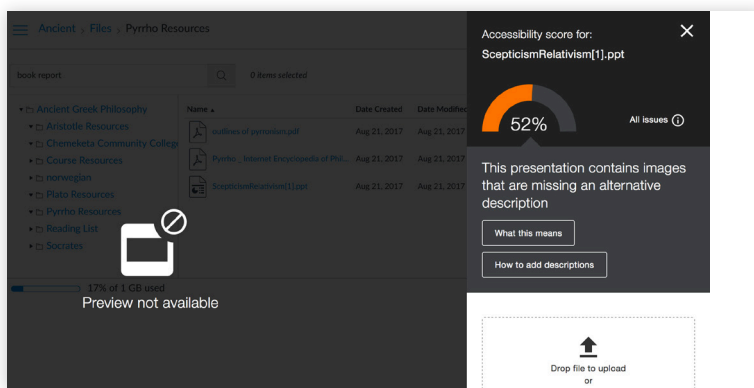 Ancient > Files > Pyrrho Resources
book report
0 items selected
Ancient Greek Philosophy
Aristotle Resources
Chemeketa Community Colleg
Course Resources
norwegian
Plato Resources
Pyrrho Resources
Reading List
Socrates
17% of 1 GB used
Name Date Created Date Modified
outlines of pyrronism.pdf Aug 21, 2017 Aug 21, 2017
Pyrrho _ Internet Encyclopedia of Phil... Aug 21, 2017 Aug 21, 2017
ScepticismRelativism[1].ppt Aug 21, 2017 Aug 21, 2017
Preview not available
Accessibility score for:
ScepticismRelativism[1].ppt
52%
All issues
This presentation contains images
that are missing an alternative
description
What this means
How to add descriptions
Drop file to upload
or